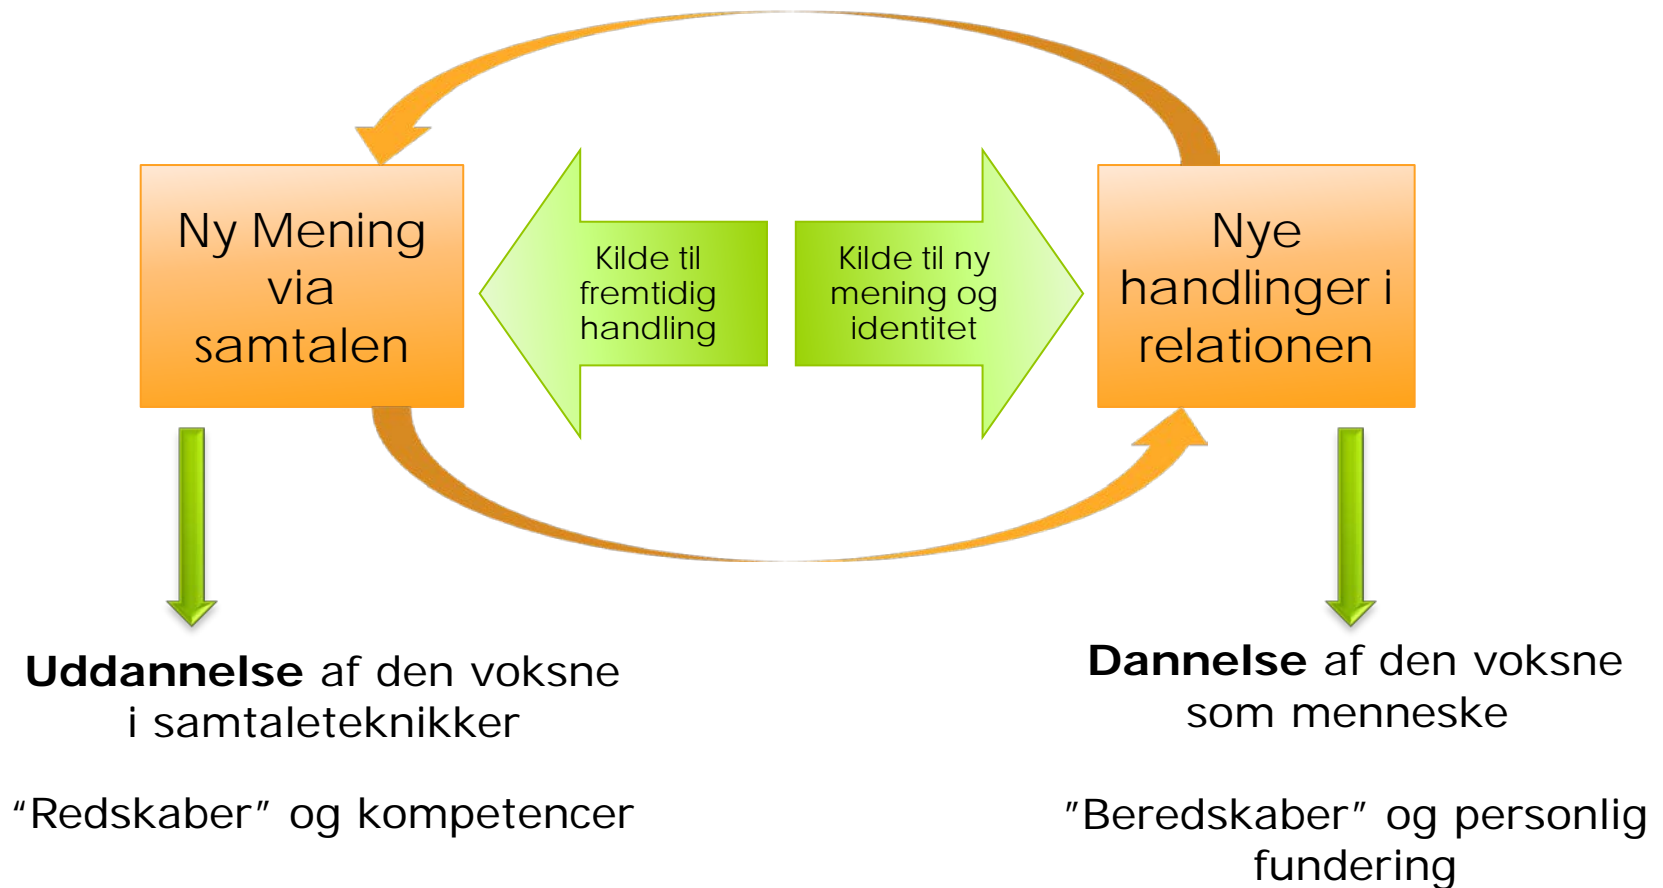 Ny Mening
via
samtalen
Kilde til
fremtidig
handling
Kilde til ny
mening og
identitet
Nye
handlinger i
relationen
Uddannelse af den voksne
i samtaleteknikker
“Redskaber” og kompetencer
Dannelse af den voksne
som menneske
”Beredskaber” og personlig
fundering